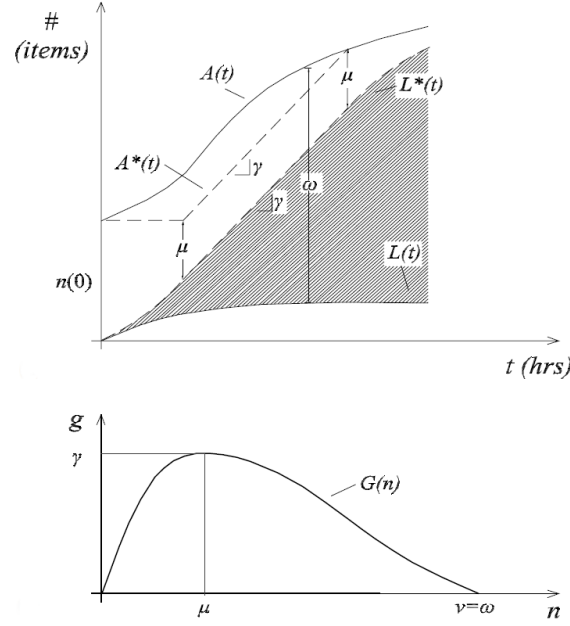 #
(items)
A(t)
μ
L*(t)
A*(t)
γ
γ
ω
μ
L(t)
n(0)
t (hrs)
g
γ
G(n)
μ
ν=ω
n